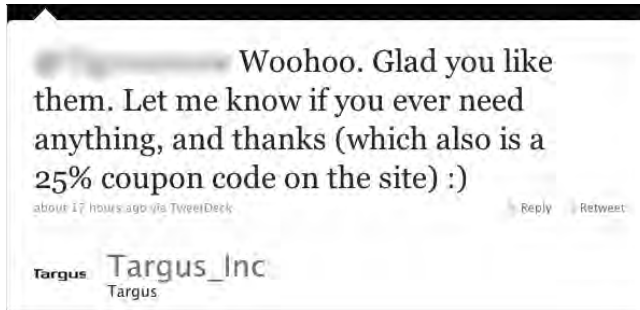 Woohoo. Glad you like
them. Let me know if you ever need
anything, and thanks (which also is a
25% coupon code on the site) :)
about 17 hours ago via TweetDeck
Reply
Retweet
Targus
Targus_Inc
Targus